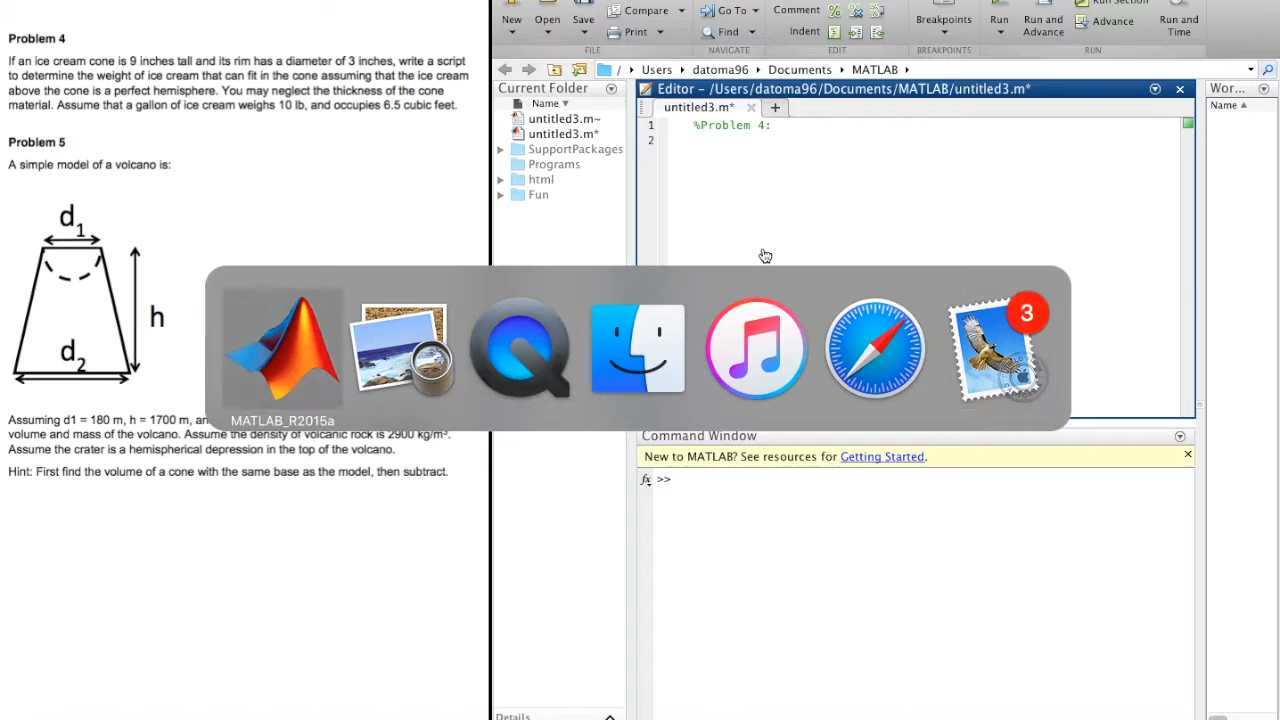 Problem 4
If an ice cream cone is 9 inches tall and its rim has a diameter of 3 inches, write a script
to determine the weight of ice cream that can fit in the cone assuming that the ice cream
above the cone is a perfect hemisphere. You may neglect the thickness of the cone
material. Assume that a gallon of ice cream weighs 10 lb, and occupies 6.5 cubic feet.
Problem 5
A simple model of a volcano is:
d1
h
d2
Assuming d1 = 180 m, h = 1700 m, an
volume and mass of the volcano. Assume the density of volcanic rock is 2900 kg/m³.
Assume the crater is a hemispherical depression in the top of the volcano.
Hint: First find the volume of a cone with the same base as the model, then subtract.
New Open Save
Compare
Print
Go To
Find
Comment
Indent
Breakpoints
Run Run and Advance
Run Section
Advance
Run and Time
FILE NAVIGATE EDIT BREAKPOINTS RUN
/ Users datoma96 Documents MATLAB
Current Folder
Name
untitled3.m~
untitled3.m*
SupportPackages
Programs
html
Fun
Details
Editor – /Users/datoma96/Documents/MATLAB/untitled3.m*
untitled3.m*
1 %Problem 4:
2
MATLAB_R2015a
3
Command Window
New to MATLAB? See resources for Getting Started.
fx >>
Wor...
Name